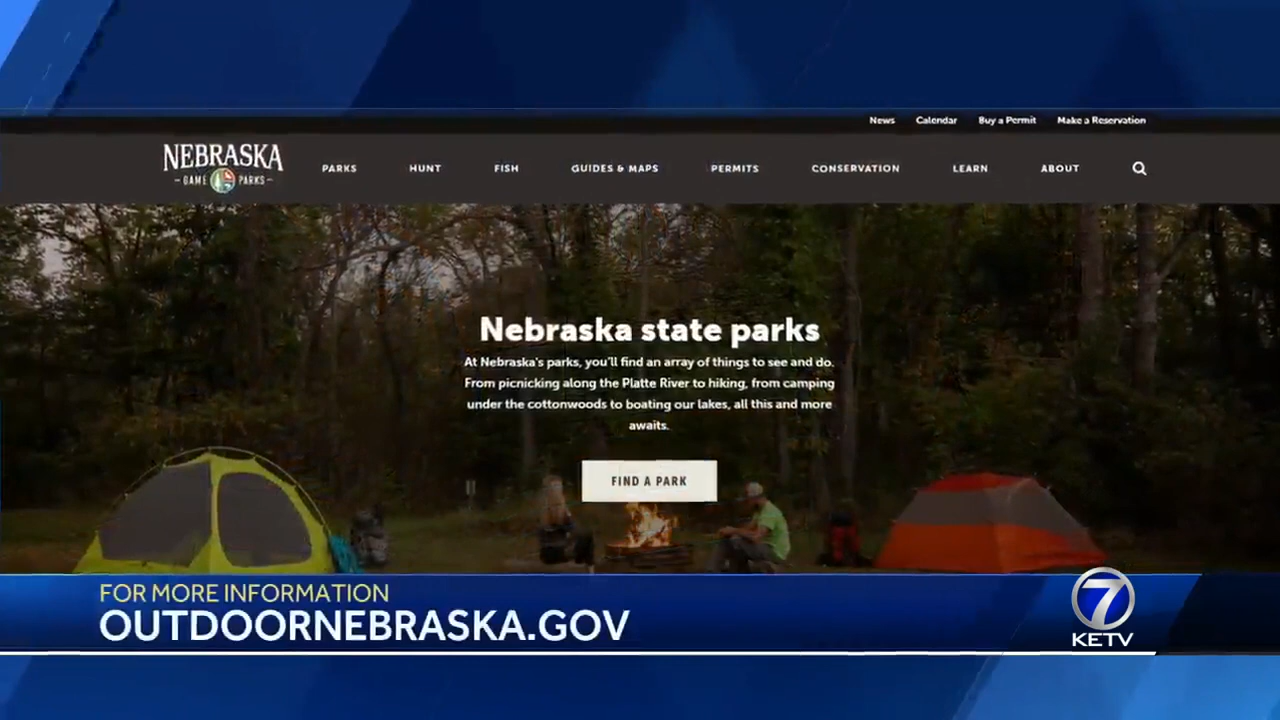 News Calendar Buy a Permit Make a Reservation
NEBRASKA
GAME PARKS
PARKS HUNT FISH GUIDES & MAPS PERMITS CONSERVATION LEARN ABOUT
Nebraska state parks
At Nebraska's parks, you'll find an array of things to see and do.
From picnicking along the Platte River to hiking, from camping
under the cottonwoods to boating our lakes, all this and more
awaits.
FIND A PARK
FOR MORE INFORMATION
OUTDOORNEBRASKA.GOV
7
KETV